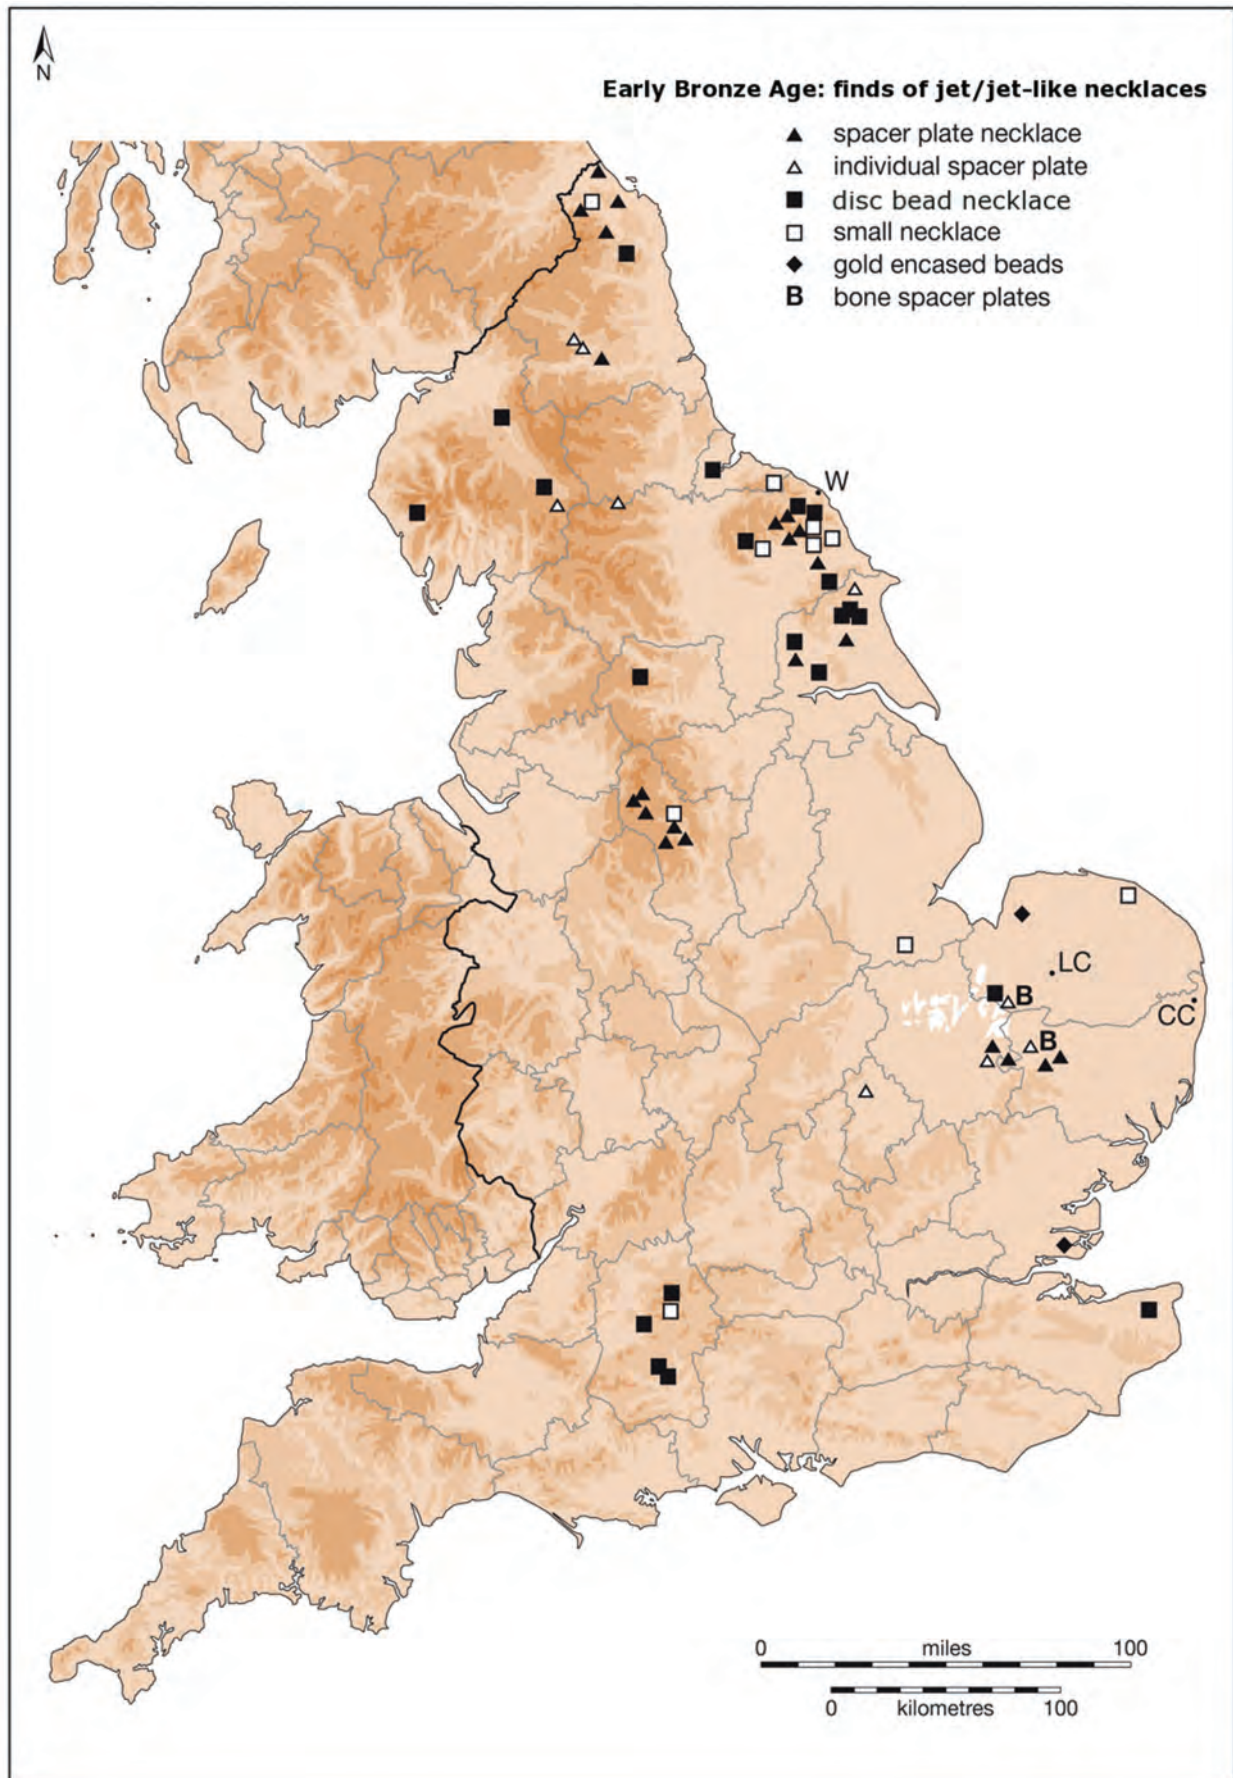 N
Early Bronze Age: finds of jet/jet-like necklaces
spacer plate necklace
individual spacer plate
disc bead necklace
small necklace
gold encased beads
B bone spacer plates
W
LC
B
CC
B
0 miles 100
0 kilometres 100